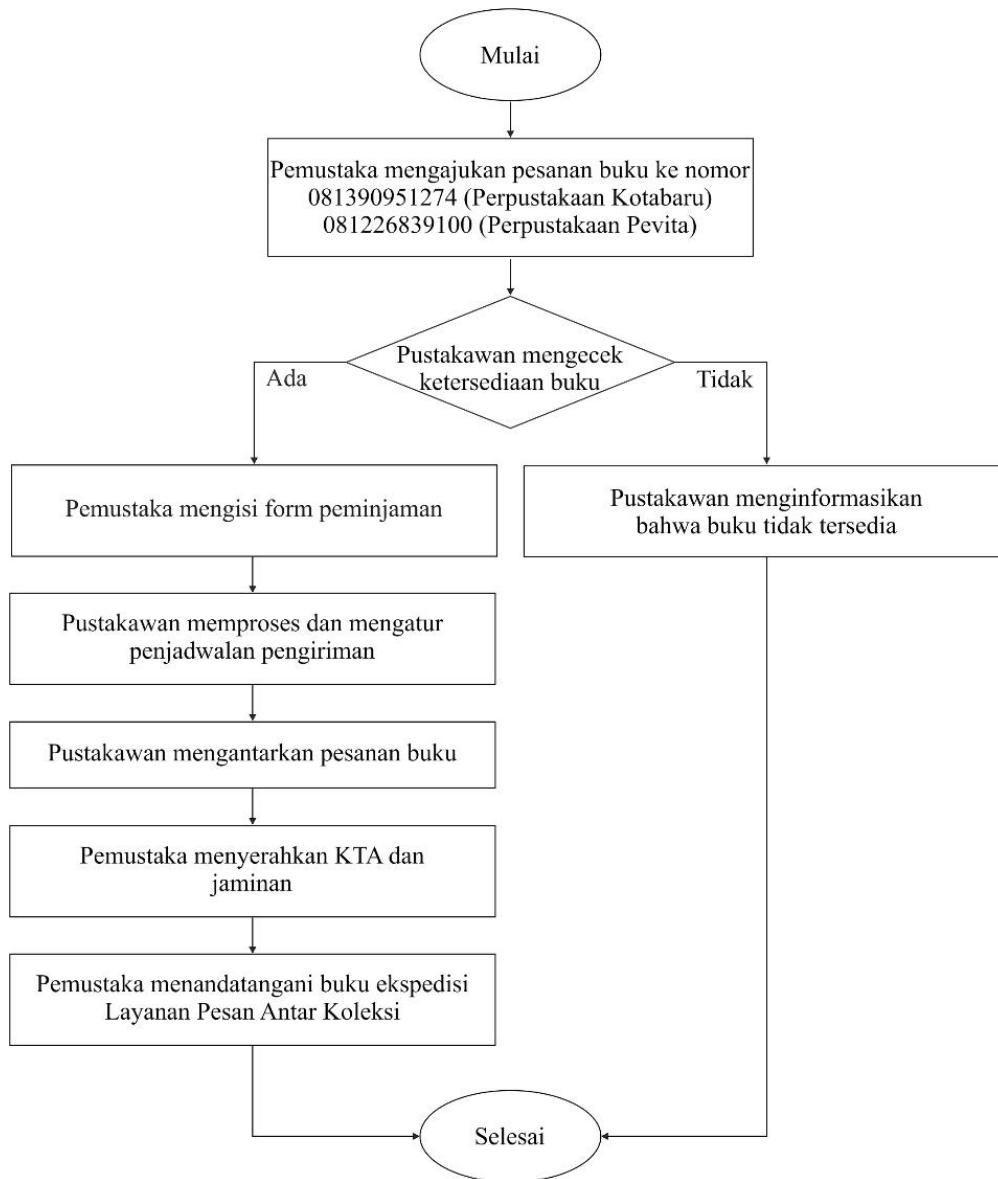 Mulai
Pemustaka mengajukan pesanan buku ke nomor
081390951274 (Perpustakaan Kotabaru)
081226839100 (Perpustakaan Pevita)
Pustakawan mengecek
ketersediaan buku
Ada
Tidak
Pemustaka mengisi form peminjaman
Pustakawan menginformasikan
bahwa buku tidak tersedia
Pustakawan memproses dan mengatur
penjadwalan pengiriman
Pustakawan mengantarkan pesanan buku
Pemustaka menyerahkan KTA dan
jaminan
Pemustaka menandatangani buku ekspedisi
Layanan Pesan Antar Koleksi
Selesai